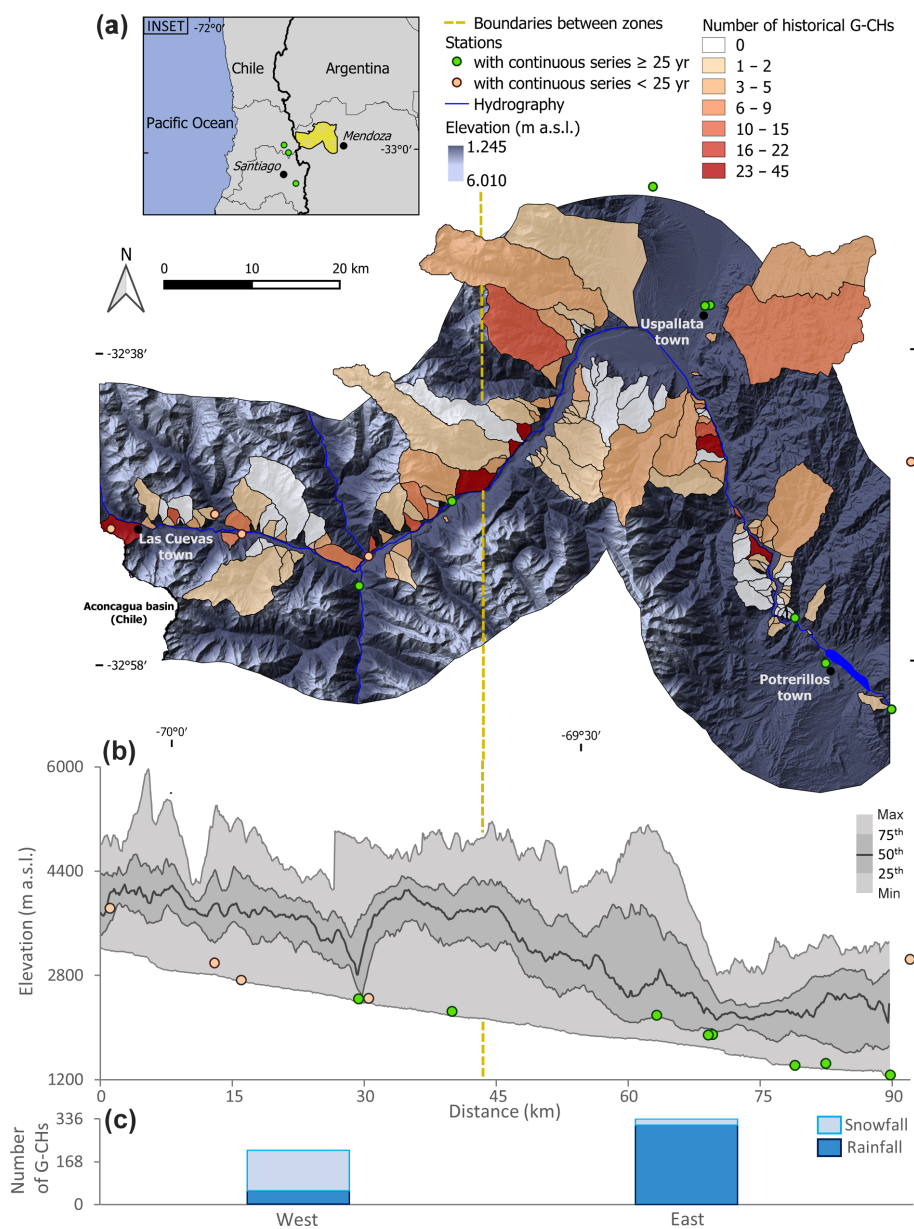 (a)
INSET
-72°0'
Chile
Argentina
Pacific Ocean
Mendoza
-33°0'
Santiago
Boundaries between zones
Stations
with continuous series ≥ 25 yr
with continuous series < 25 yr
Hydrography
Elevation (m a.s.l.)
1.245
6.010
Number of historical G-CHs
0
1 – 2
3 – 5
6 – 9
10 – 15
16 – 22
23 – 45
N
0 10 20 km
Uspallata
town
-32°38'
Las Cuevas
town
Aconcagua basin
(Chile)
-32°58'
Potrerillos
town
-70°0'
-69°30'
(b)
Elevation (m a.s.l.)
6000
4400
2800
1200
Max
75th
50th
25th
Min
0 15 30 45 60 75 90
Distance (km)
(c)
Number
of G-CHs
336
168
0
Snowfall
Rainfall
West
East